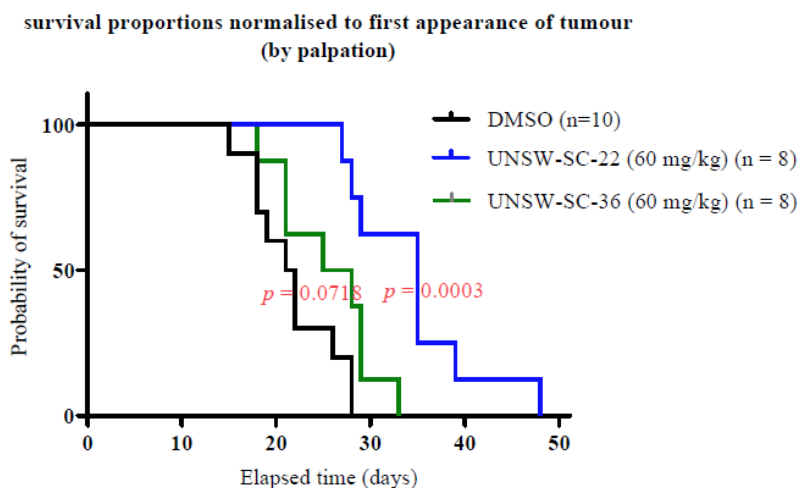 survival proportions normalised to first appearance of tumour
(by palpation)
DMSO (n=10)
UNSW-SC-22 (60 mg/kg) (n = 8)
UNSW-SC-36 (60 mg/kg) (n = 8)
Probability of survival
100
50
0
p = 0.0718
p = 0.0003
0 10 20 30 40 50
Elapsed time (days)